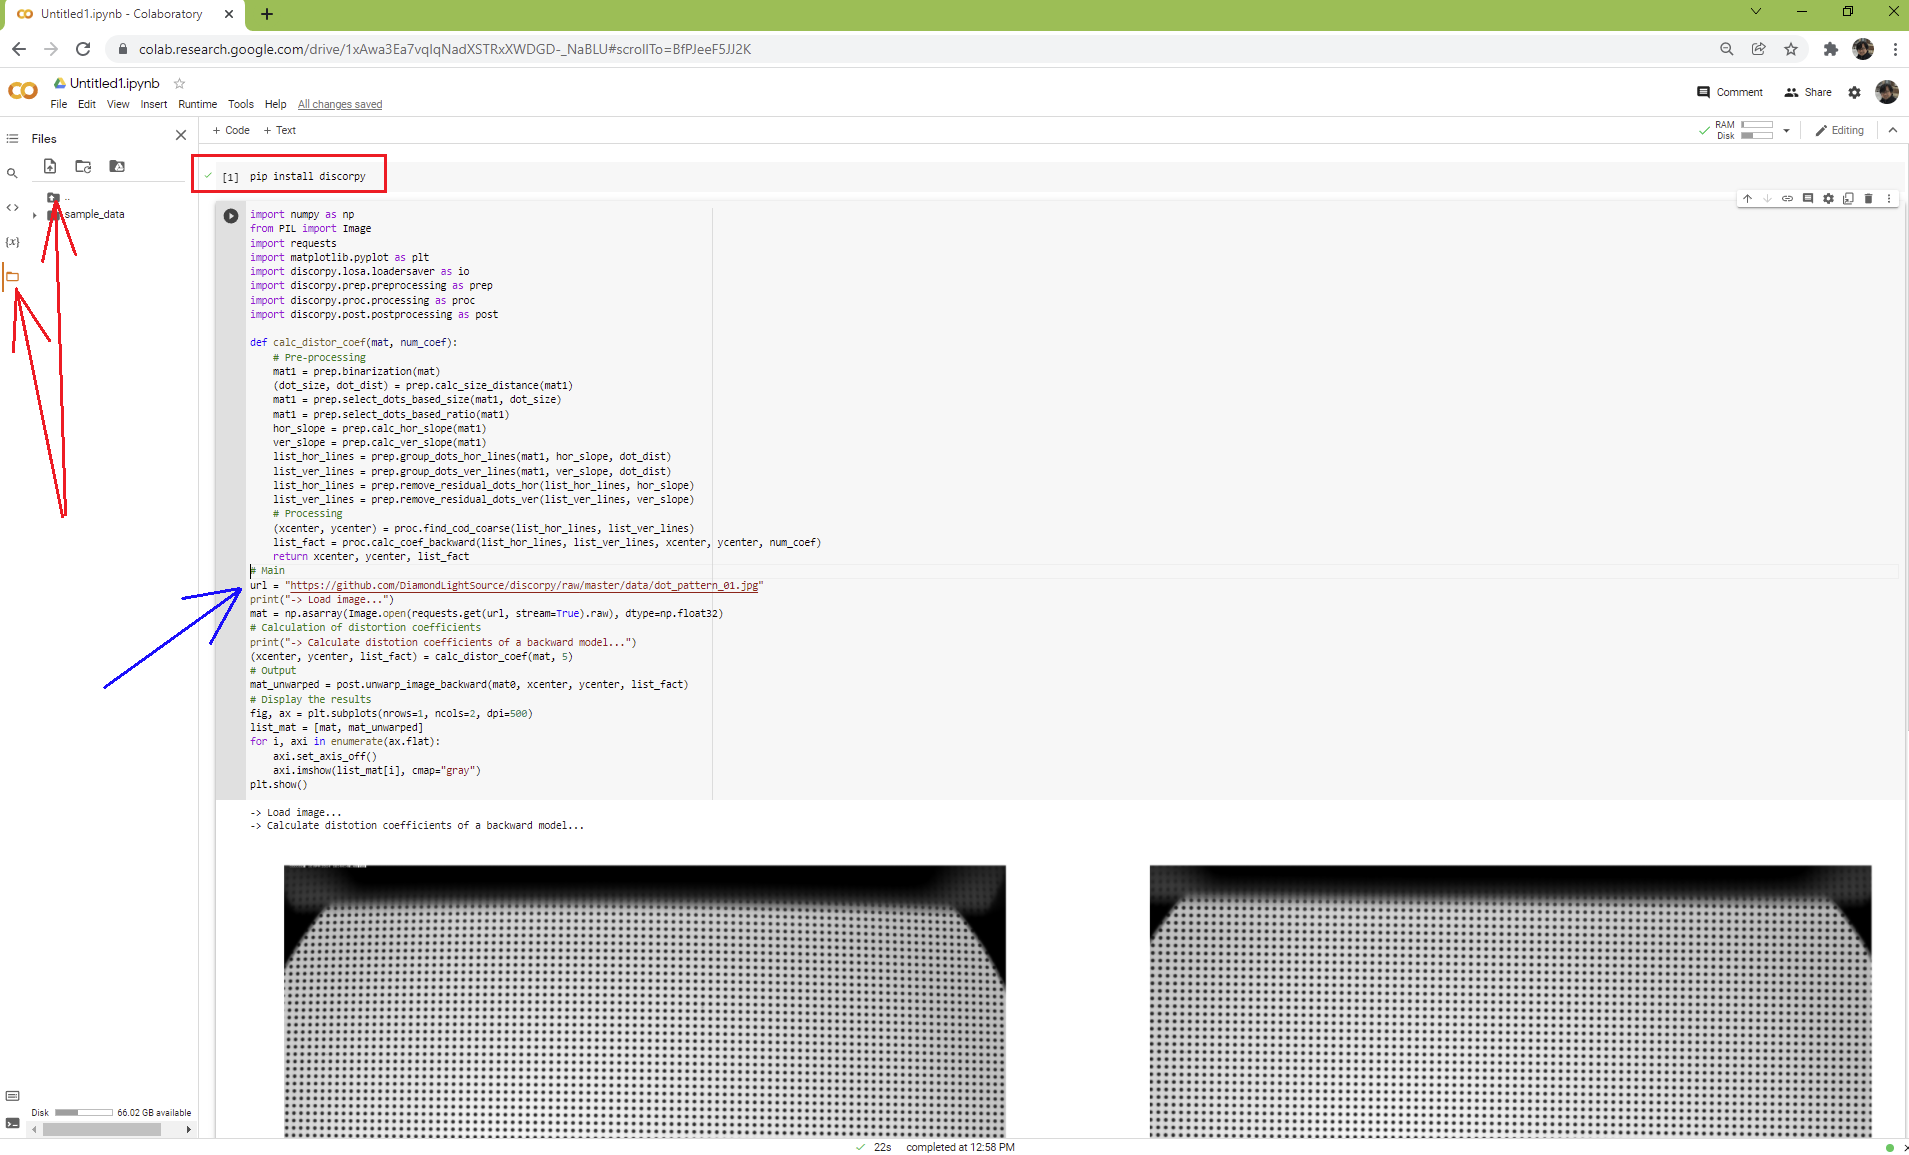 Untitled1.ipynb - Colaboratory
colab.research.google.com/drive/1xAwa3Ea7vqIqNadXSTRxXWDGD-_NaBLU#scrollTo=BfPJeeF5JJ2K
Untitled1.ipynb
File Edit View Insert Runtime Tools Help All changes saved
Comment Share
Files
+ Code + Text
RAM
Disk
Editing
..
sample_data
{x}
[1] pip install discorpy
import numpy as np
from PIL import Image
import requests
import matplotlib.pyplot as plt
import discorpy.losa.loadersaver as io
import discorpy.prep.preprocessing as prep
import discorpy.proc.processing as proc
import discorpy.post.postprocessing as post
def calc_distor_coef(mat, num_coef):
# Pre-processing
mat1 = prep.binarization(mat)
(dot_size, dot_dist) = prep.calc_size_distance(mat1)
mat1 = prep.select_dots_based_size(mat1, dot_size)
mat1 = prep.select_dots_based_ratio(mat1)
hor_slope = prep.calc_hor_slope(mat1)
ver_slope = prep.calc_ver_slope(mat1)
list_hor_lines = prep.group_dots_hor_lines(mat1, hor_slope, dot_dist)
list_ver_lines = prep.group_dots_ver_lines(mat1, ver_slope, dot_dist)
list_hor_lines = prep.remove_residual_dots_hor(list_hor_lines, hor_slope)
list_ver_lines = prep.remove_residual_dots_ver(list_ver_lines, ver_slope)
# Processing
(xcenter, ycenter) = proc.find_cod_coarse(list_hor_lines, list_ver_lines)
list_fact = proc.calc_coef_backward(list_hor_lines, list_ver_lines, xcenter, ycenter, num_coef)
return xcenter, ycenter, list_fact
# Main
url = "https://github.com/DiamondLightSource/discorpy/raw/master/data/dot_pattern_01.jpg"
print("-> Load image...")
mat = np.asarray(Image.open(requests.get(url, stream=True).raw), dtype=np.float32)
# Calculation of distortion coefficients
print("-> Calculate distotion coefficients of a backward model...")
(xcenter, ycenter, list_fact) = calc_distor_coef(mat, 5)
# Output
mat_unwarped = post.unwarp_image_backward(mat0, xcenter, ycenter, list_fact)
# Display the results
fig, ax = plt.subplots(nrows=1, ncols=2, dpi=500)
list_mat = [mat, mat_unwarped]
for i, axi in enumerate(ax.flat):
axi.set_axis_off()
axi.imshow(list_mat[i], cmap="gray")
plt.show()
-> Load image...
-> Calculate distotion coefficients of a backward model...
Disk 66.02 GB available
22s completed at 12:58 PM